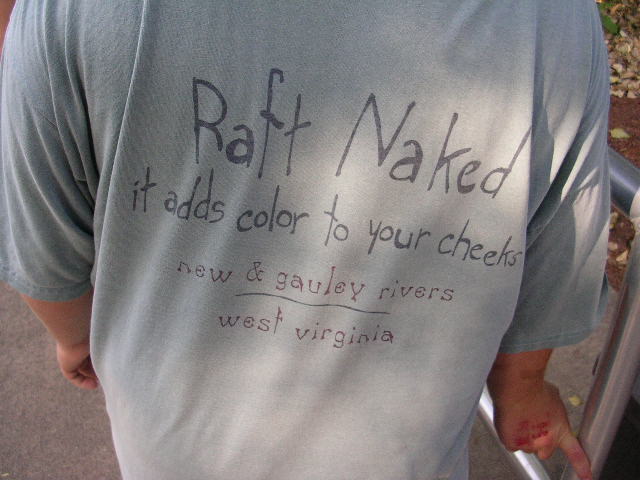 Raft Naked
it adds color to your cheeks
new & gauley rivers
west virginia